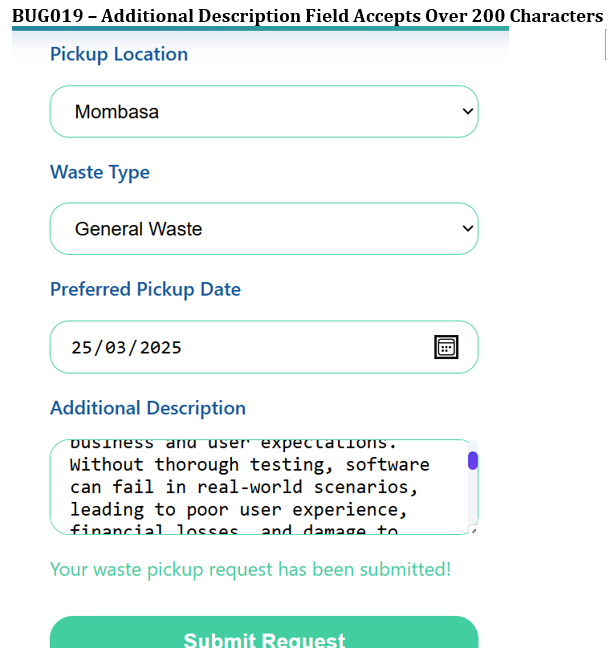 BUG019 – Additional Description Field Accepts Over 200 Characters
Pickup Location
Mombasa
Waste Type
General Waste
Preferred Pickup Date
25/03/2025
Additional Description
business and user expectations.
Without thorough testing, software
can fail in real-world scenarios,
leading to poor user experience,
financial losses, and damage to
Your waste pickup request has been submitted!
Submit Request